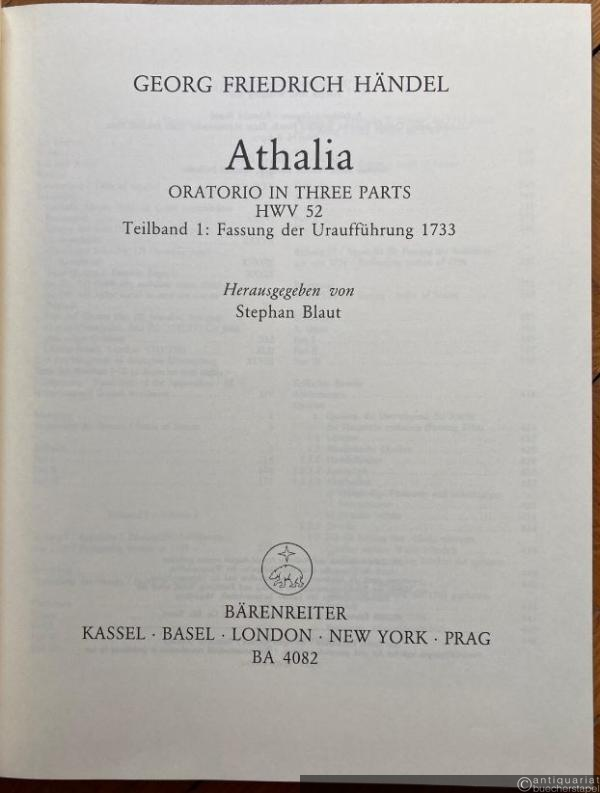 GEORG FRIEDRICH HÄNDEL
Athalia
ORATORIO IN THREE PARTS
HWV 52
Teilband 1: Fassung der Uraufführung 1733
Herausgegeben von
Stephan Blaut
BÄRENREITER
KASSEL · BASEL · LONDON · NEW YORK · PRAG
BA 4082
©antiquariat
buecherstapel